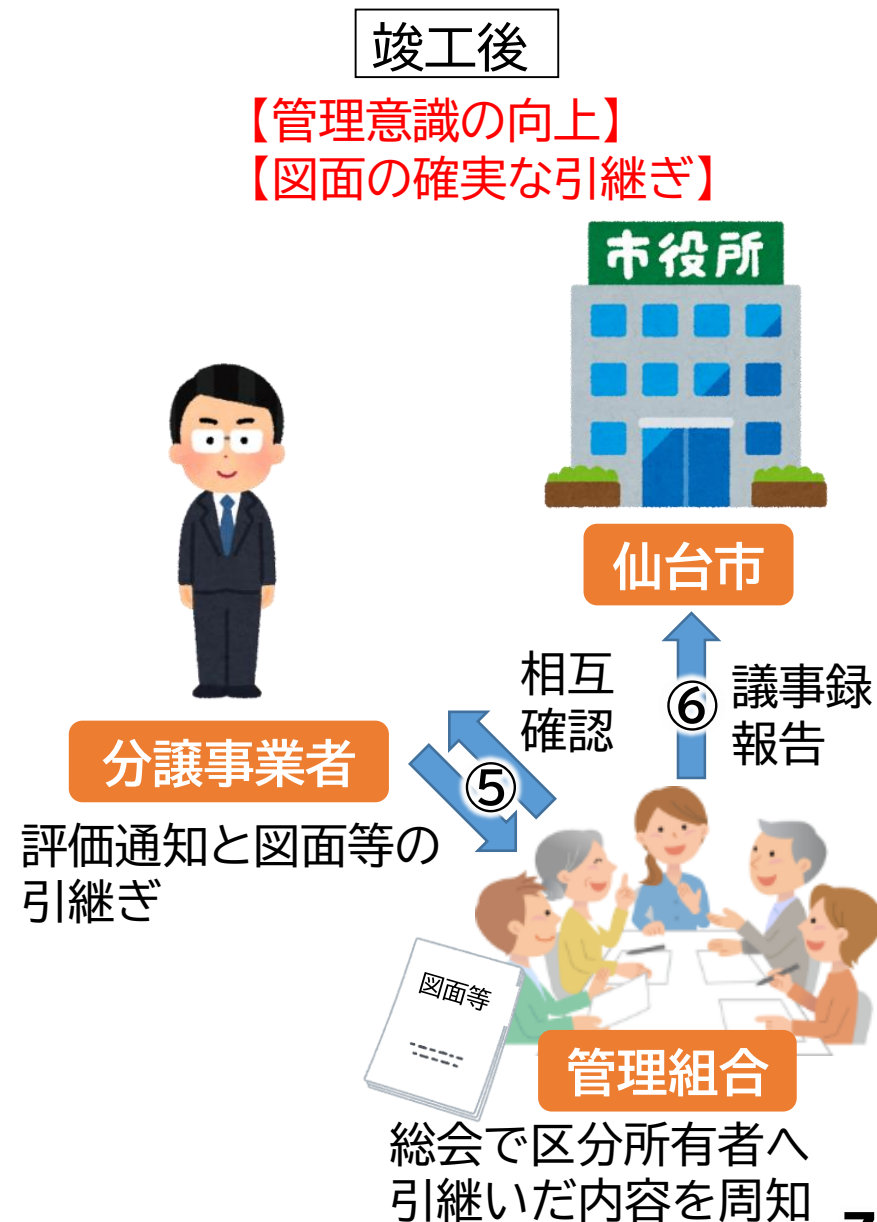 竣工後
【管理意識の向上】
【図面の確実な引継ぎ】
市役所
仙台市
相互
確認
⑥
議事録
報告
分譲事業者
⑤
評価通知と図面等の
引継ぎ
図面等
管理組合
総会で区分所有者へ
引継いだ内容を周知